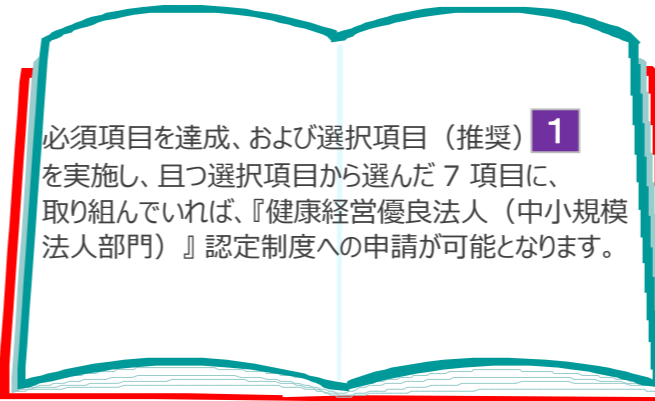 必須項目を達成、および選択項目（推奨） 1
を実施し、且つ選択項目から選んだ 7 項目に、
取り組んでいれば、『健康経営優良法人（中小規模
法人部門）』認定制度への申請が可能となります。